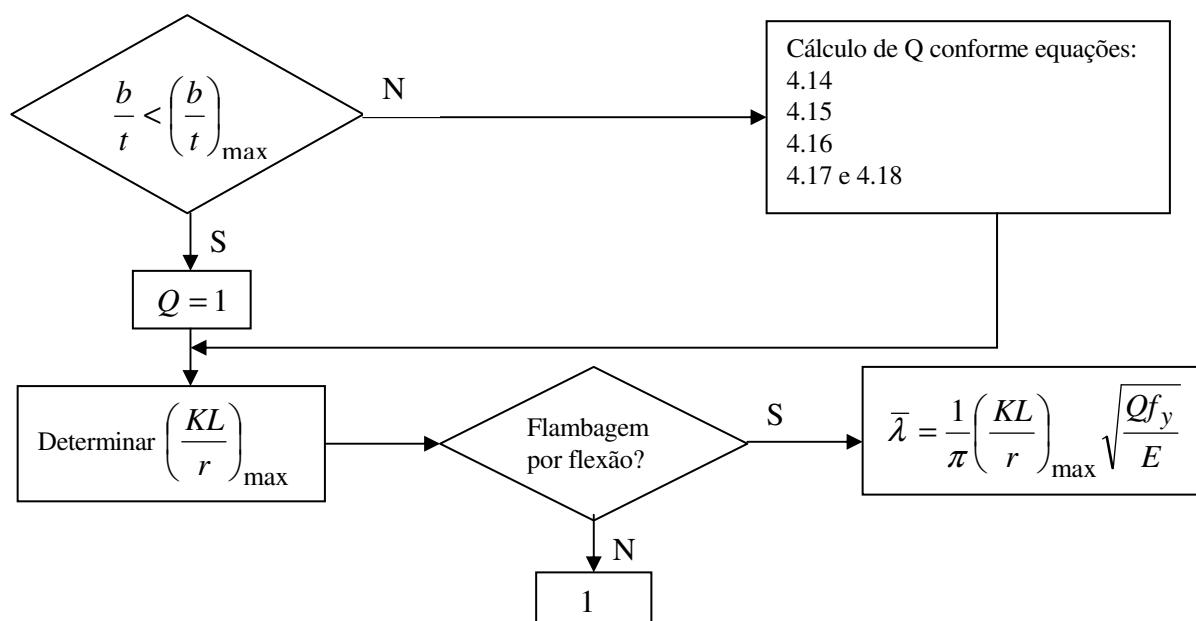 b/t < (b/t)max
N
Cálculo de Q conforme equações:
4.14
4.15
4.16
4.17 e 4.18
S
Q = 1
Determinar (KL/r)max
Flambagem
por flexão?
S
λ̄ = 1/π (KL/r)max √(Qf_y/E)
N
1